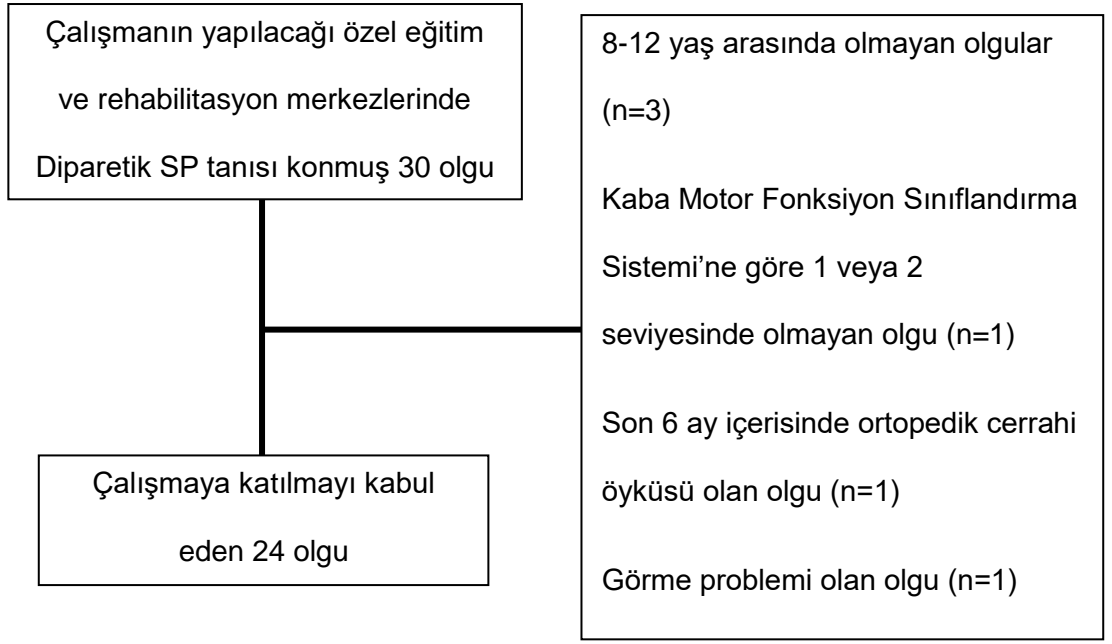 Çalışmanın yapılacağı özel eğitim
ve rehabilitasyon merkezlerinde
Diparetik SP tanısı konmuş 30 olgu
8-12 yaş arasında olmayan olgular
(n=3)
Kaba Motor Fonksiyon Sınıflandırma
Sistemi’ne göre 1 veya 2
seviyesinde olmayan olgu (n=1)
Son 6 ay içerisinde ortopedik cerrahi
öyküsü olan olgu (n=1)
Görme problemi olan olgu (n=1)
Çalışmaya katılmayı kabul
eden 24 olgu